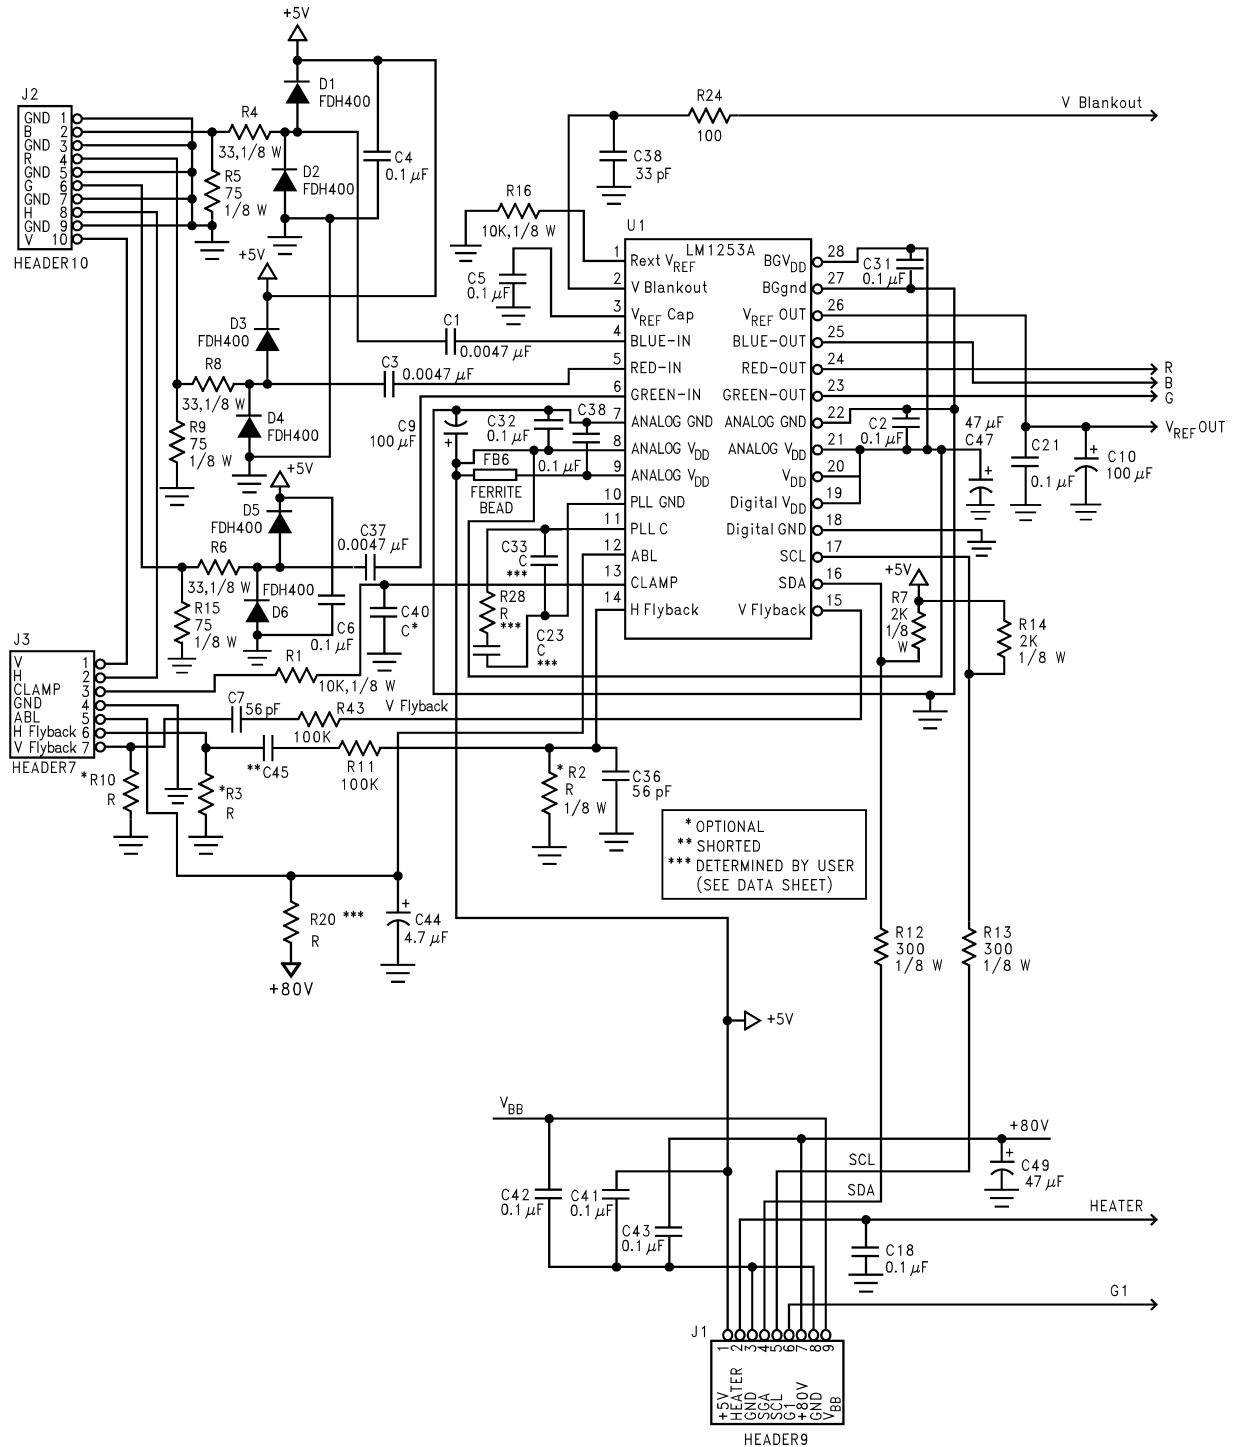 +5V
D1
FDH400
J2
GND 1
B 2
GND 3
R 4
GND 5
G 6
GND 7
H 8
GND 9
V 10
HEADER10
R4
33,1/8 W
R5
75
1/8 W
D2
FDH400
C4
0.1 μF
+5V
D3
FDH400
R8
33,1/8 W
R9
75
1/8 W
D4
FDH400
+5V
D5
FDH400
R6
33,1/8 W
FDH400
D6
R15
75
1/8 W
C6
0.1 μF
C37
0.0047 μF
C1
0.0047 μF
C3
0.0047 μF
R16
10K,1/8 W
C5
0.1 μF
C38
33 pF
R24
100
V Blankout
U1
LM1253A
1 Rext VREF
2 V Blankout
3 VREF Cap
4 BLUE-IN
5 RED-IN
6 GREEN-IN
7 ANALOG GND
8 ANALOG VDD
9 ANALOG VDD
10 PLL GND
11 PLL C
12 ABL
13 CLAMP
14 H Flyback
BGVDD 28
BGgnd 27
VREF OUT 26
BLUE-OUT 25
RED-OUT 24
GREEN-OUT 23
ANALOG GND 22
ANALOG VDD 21
VDD 20
Digital VDD 19
Digital GND 18
SCL 17
SDA 16
V Flyback 15
C31
0.1 μF
R
B
G
VREF OUT
C2
0.1 μF
47 μF
C47
+
C21
0.1 μF
+
C10
100 μF
C9
100 μF
+
C32
0.1 μF
C38
0.1 μF
FB6
FERRITE
BEAD
C33
C
***
R28
R
***
C23
C
***
C40
C*
+5V
R7
2K
1/8
W
R14
2K
1/8 W
J3
V 1
H 2
CLAMP 3
GND 4
ABL 5
H Flyback 6
V Flyback 7
HEADER7
R1
10K,1/8 W
C7
56 pF
R43
100K
V Flyback
**C45
R11
100K
*R10
R
*R3
R
* R2
R
1/8 W
C36
56 pF
* OPTIONAL
** SHORTED
*** DETERMINED BY USER
(SEE DATA SHEET)
R20 ***
R
+80V
+
C44
4.7 μF
R12
300
1/8 W
R13
300
1/8 W
+5V
VBB
+80V
+
C49
47 μF
SCL
SDA
C42
0.1 μF
C41
0.1 μF
C43
0.1 μF
HEATER
C18
0.1 μF
G1
J1
1 2 3 4 5 6 7 8 9
+5V
HEATER
GND
SGA
SCL
G1
+80V
GND
VBB
HEADER9